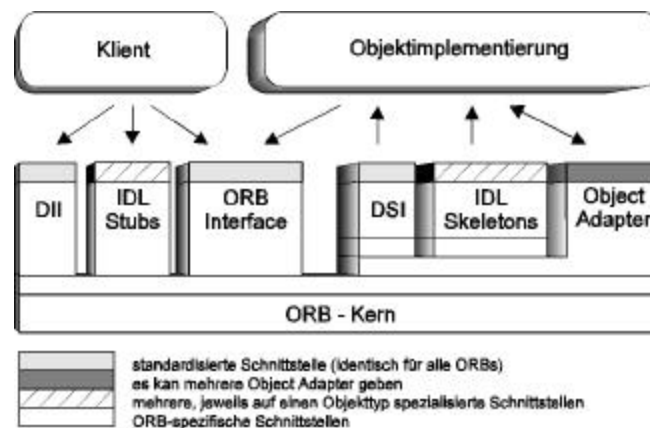 Klient
Objektimplementierung
DII
IDL
Stubs
ORB
Interface
DSI
IDL
Skeletons
Object
Adapter
ORB - Kern
standardisierte Schnittstelle (identisch für alle ORBs)
es kan mehrere Object Adapter geben
mehrere, jeweils auf einen Objekttyp spezialisierte Schnittstellen
ORB-spezifische Schnittstellen